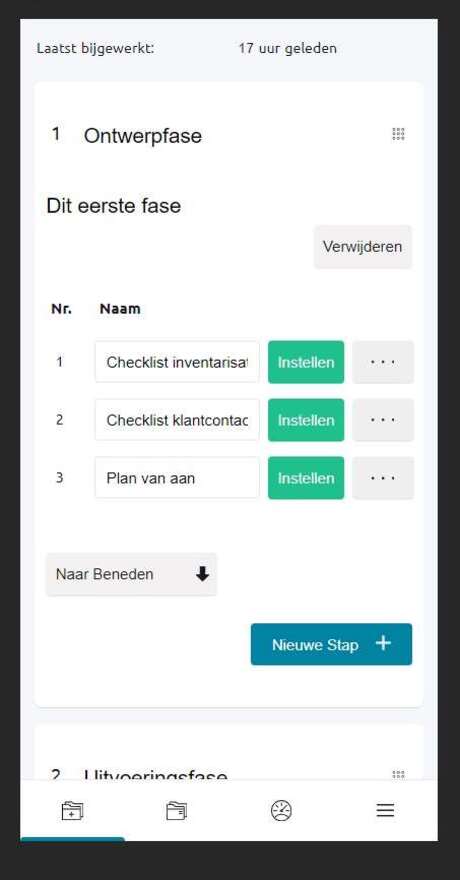 Laatst bijgewerkt: 17 uur geleden
1 Ontwerpfase
Dit eerste fase
Verwijderen
Nr. Naam
1 Checklist inventarisat Instellen ...
2 Checklist klantcontac Instellen ...
3 Plan van aan Instellen ...
Naar Beneden
Nieuwe Stap +
2 Uitvoeringsfase